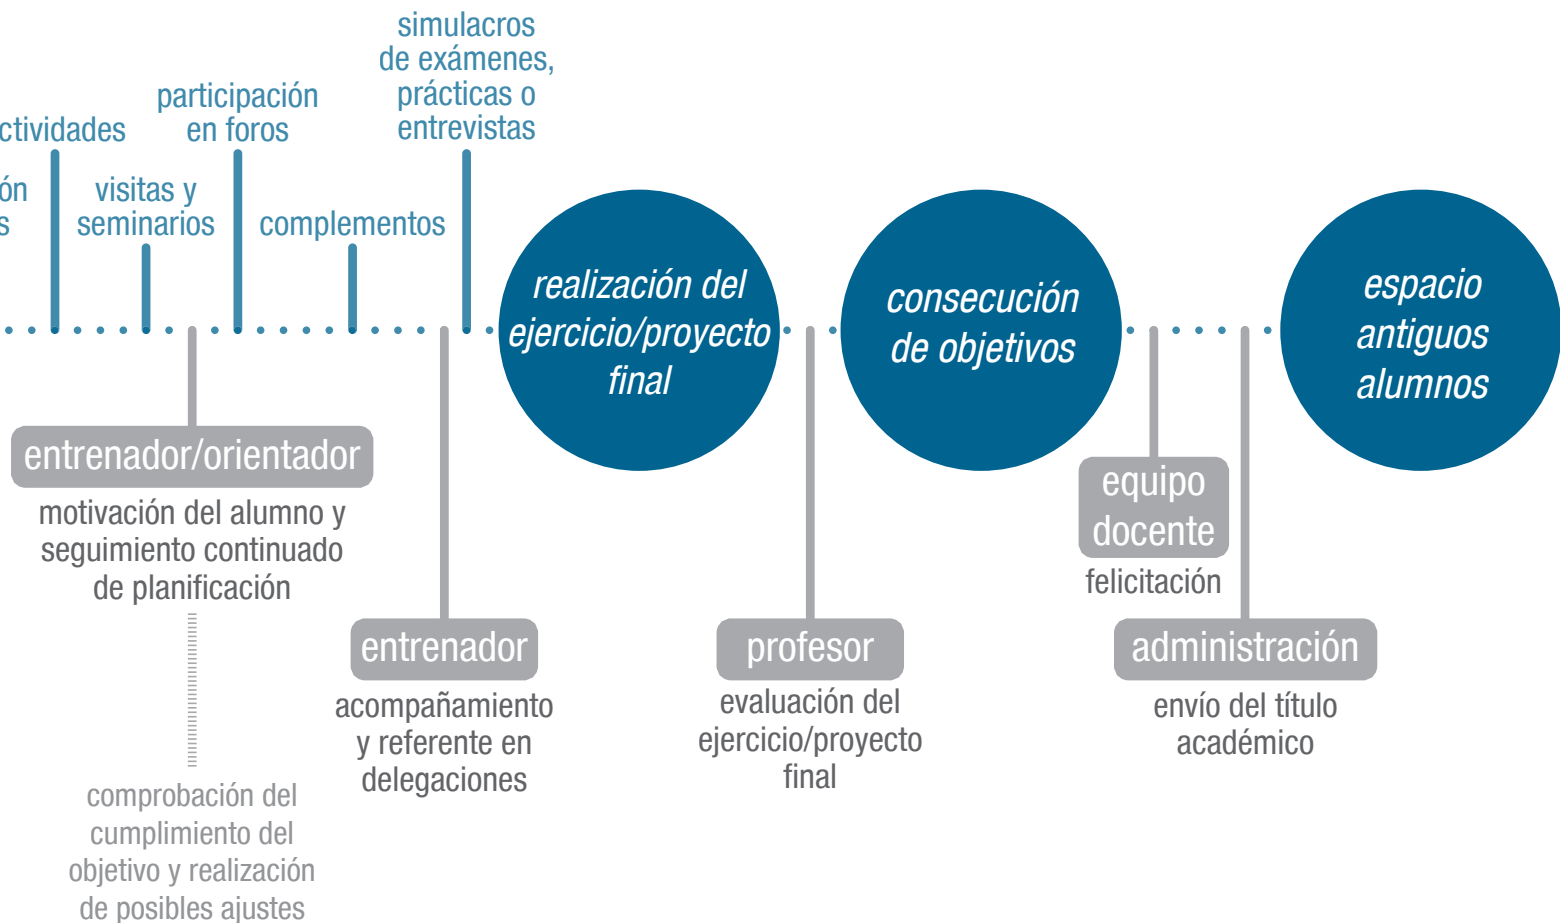 simulacros
de exámenes,
prácticas o
entrevistas
participación
en foros
ctividades
ón
s
visitas y
seminarios
complementos
realización del
ejercicio/proyecto
final
consecución
de objetivos
espacio
antiguos
alumnos
entrenador/orientador
motivación del alumno y
seguimiento continuado
de planificación
comprobación del
cumplimiento del
objetivo y realización
de posibles ajustes
entrenador
acompañamiento
y referente en
delegaciones
profesor
evaluación del
ejercicio/proyecto
final
equipo
docente
felicitación
administración
envío del título
académico